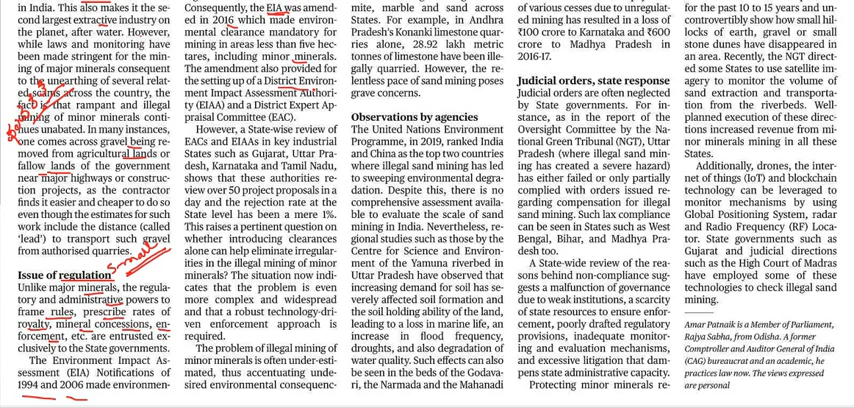 in India. This also makes it the se-
cond largest extractive industry on
the planet, after water. However,
while laws and monitoring have
been made stringent for the min-
ing of major minerals consequent
to the unearthing of several relat-
ed scams across the country, the
fact is that rampant and illegal
mining of minor minerals conti-
nues unabated. In many instances,
one comes across gravel being re-
moved from agricultural lands or
fallow lands of the government
near major highways or construc-
tion projects, as the contractor
finds it easier and cheaper to do so
even though the estimates for such
work include the distance (called
‘lead’) to transport such gravel
from authorised quarries.
small
Issue of regulation
Unlike major minerals, the regula-
tory and administrative powers to
frame rules, prescribe rates of
royalty, mineral concessions, en-
forcement, etc. are entrusted ex-
clusively to the State governments.
The Environment Impact As-
sessment (EIA) Notifications of
1994 and 2006 made environmen-
Consequently, the EIA was amend-
ed in 2016 which made environ-
mental clearance mandatory for
mining in areas less than five hec-
tares, including minor minerals.
The amendment also provided for
the setting up of a District Environ-
ment Impact Assessment Authori-
ty (EIAA) and a District Expert Ap-
praisal Committee (EAC).
However, a State-wise review of
EACs and EIAAs in key industrial
States such as Gujarat, Uttar Pra-
desh, Karnataka and Tamil Nadu,
shows that these authorities re-
view over 50 project proposals in a
day and the rejection rate at the
State level has been a mere 1%.
This raises a pertinent question on
whether introducing clearances
alone can help eliminate irregular-
ities in the illegal mining of minor
minerals? The situation now indi-
cates that the problem is even
more complex and widespread
and that a robust technology-dri-
ven enforcement approach is
required.
The problem of illegal mining of
minor minerals is often under-esti-
mated, thus accentuating unde-
sired environmental consequenc-
mite, marble and sand across
States. For example, in Andhra
Pradesh’s Konanki limestone quar-
ries alone, 28.92 lakh metric
tonnes of limestone have been ille-
gally quarried. However, the re-
lentless pace of sand mining poses
grave concerns.
Observations by agencies
The United Nations Environment
Programme, in 2019, ranked India
and China as the top two countries
where illegal sand mining has led
to sweeping environmental degra-
dation. Despite this, there is no
comprehensive assessment availa-
ble to evaluate the scale of sand
mining in India. Nevertheless, re-
gional studies such as those by the
Centre for Science and Environ-
ment of the Yamuna riverbed in
Uttar Pradesh have observed that
increasing demand for soil has se-
verely affected soil formation and
the soil holding ability of the land,
leading to a loss in marine life, an
increase in flood frequency,
droughts, and also degradation of
water quality. Such effects can also
be seen in the beds of the Godava-
ri, the Narmada and the Mahanadi
of various cesses due to unregulat-
ed mining has resulted in a loss of
₹100 crore to Karnataka and ₹600
crore to Madhya Pradesh in
2016-17.
Judicial orders, state response
Judicial orders are often neglected
by State governments. For in-
stance, as in the report of the
Oversight Committee by the Na-
tional Green Tribunal (NGT), Uttar
Pradesh (where illegal sand min-
ing has created a severe hazard)
has either failed or only partially
complied with orders issued re-
garding compensation for illegal
sand mining. Such lax compliance
can be seen in States such as West
Bengal, Bihar, and Madhya Pra-
desh too.
A State-wide review of the rea-
sons behind non-compliance sug-
gests a malfunction of governance
due to weak institutions, a scarcity
of state resources to ensure enfor-
cement, poorly drafted regulatory
provisions, inadequate monitor-
ing and evaluation mechanisms,
and excessive litigation that dam-
pens state administrative capacity.
Protecting minor minerals re-
for the past 10 to 15 years and un-
controvertibly show how small hil-
locks of earth, gravel or small
stone dunes have disappeared in
an area. Recently, the NGT direct-
ed some States to use satellite im-
agery to monitor the volume of
sand extraction and transporta-
tion from the riverbeds. Well-
planned execution of these direc-
tions increased revenue from mi-
nor minerals mining in all these
States.
Additionally, drones, the inter-
net of things (IoT) and blockchain
technology can be leveraged to
monitor mechanisms by using
Global Positioning System, radar
and Radio Frequency (RF) Loca-
tor. State governments such as
Gujarat and judicial directions
such as the High Court of Madras
have employed some of these
technologies to check illegal sand
mining.
Amar Patnaik is a Member of Parliament,
Rajya Sabha, from Odisha. A former
Comptroller and Auditor General of India
(CAG) bureaucrat and an academic, he
practices law now. The views expressed
are personal